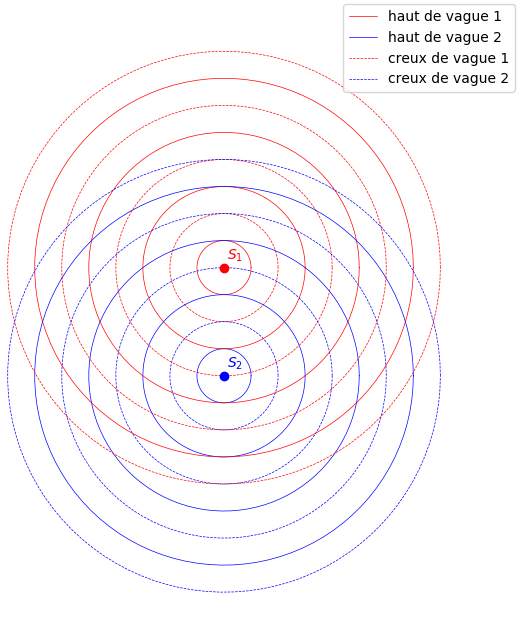 haut de vague 1
haut de vague 2
creux de vague 1
creux de vague 2
S₁
S₂